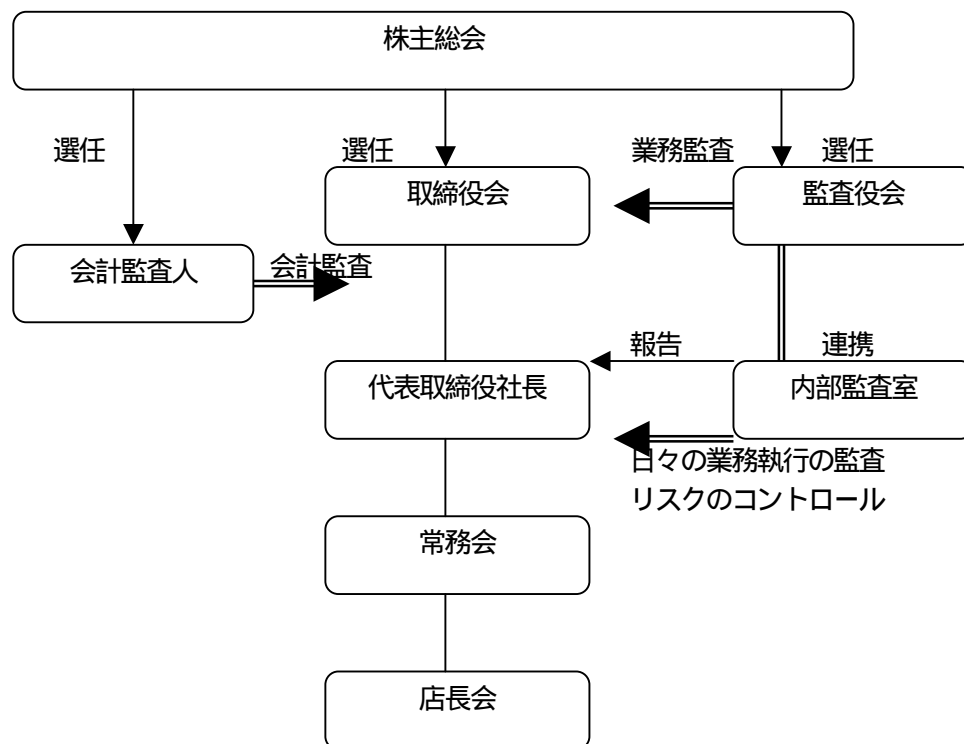 株主総会
選任
選任
業務監査
選任
取締役会
監査役会
会計監査人
会計監査
報告
連携
代表取締役社長
内部監査室
日々の業務執行の監査
リスクのコントロール
常務会
店長会